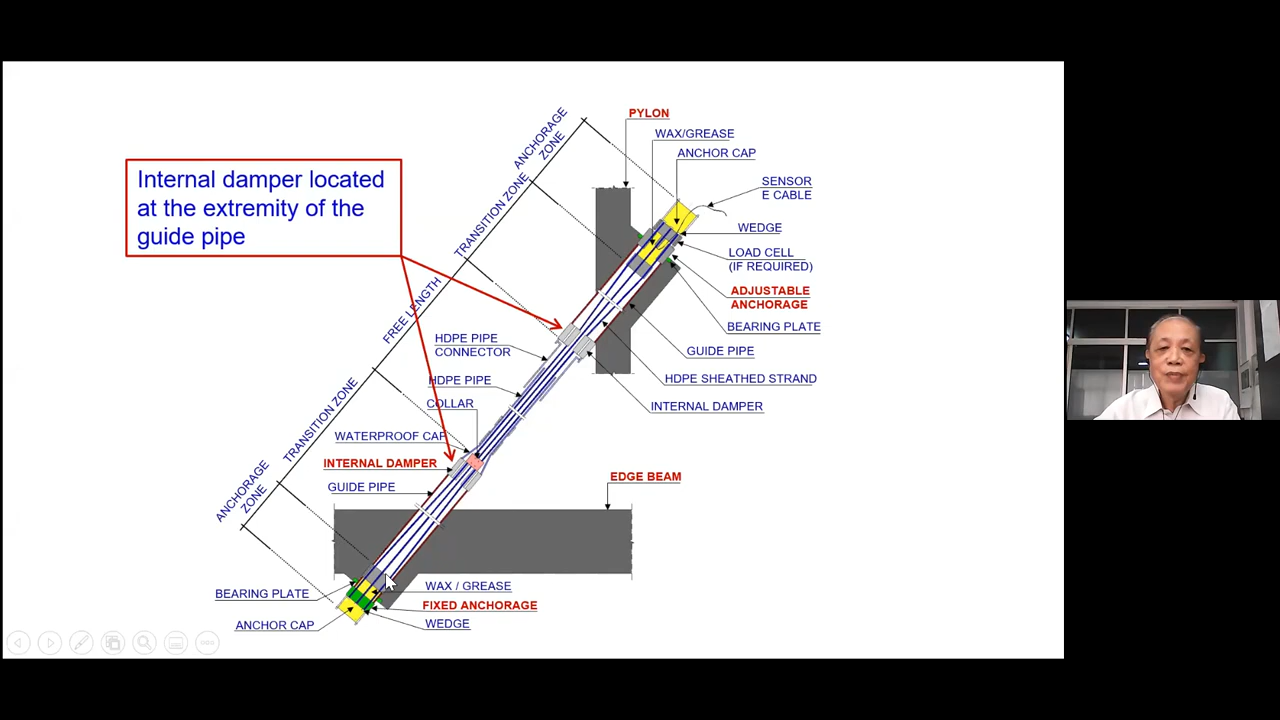 PYLON
WAX/GREASE
ANCHOR CAP
SENSOR
E CABLE
WEDGE
LOAD CELL
(IF REQUIRED)
ADJUSTABLE
ANCHORAGE
BEARING PLATE
GUIDE PIPE
HDPE SHEATHED STRAND
INTERNAL DAMPER
ANCHORAGE
ZONE
TRANSITION ZONE
FREE LENGTH
TRANSITION ZONE
ANCHORAGE
ZONE
Internal damper located
at the extremity of the
guide pipe
HDPE PIPE
CONNECTOR
HDPE PIPE
COLLAR
WATERPROOF CAP
INTERNAL DAMPER
GUIDE PIPE
EDGE BEAM
BEARING PLATE
ANCHOR CAP
WAX / GREASE
FIXED ANCHORAGE
WEDGE